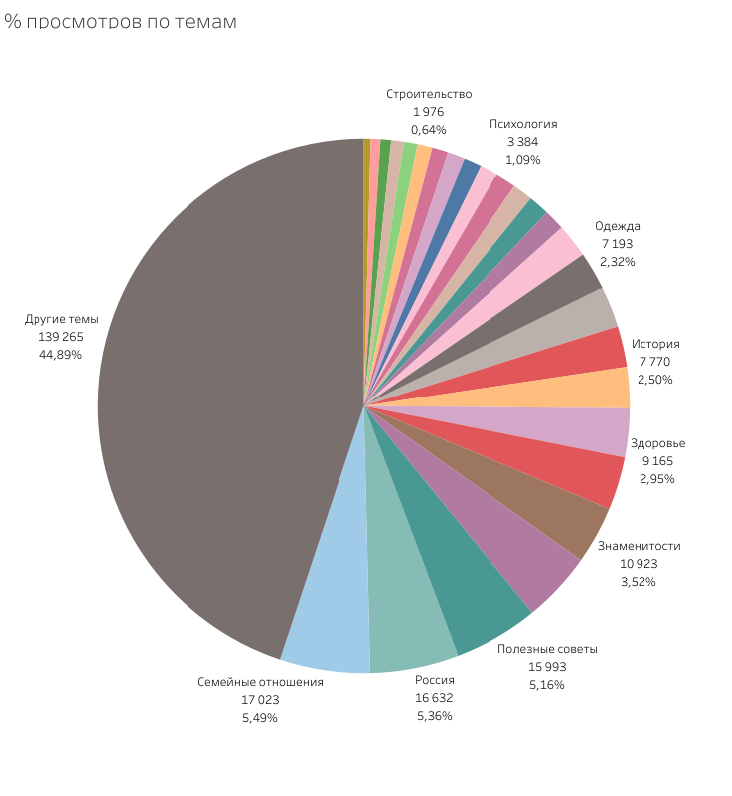 % просмотров по темам
Строительство
1 976
0,64%
Психология
3 384
1,09%
Одежда
7 193
2,32%
Другие темы
139 265
44,89%
История
7 770
2,50%
Здоровье
9 165
2,95%
Знаменитости
10 923
3,52%
Полезные советы
15 993
5,16%
Россия
16 632
5,36%
Семейные отношения
17 023
5,49%